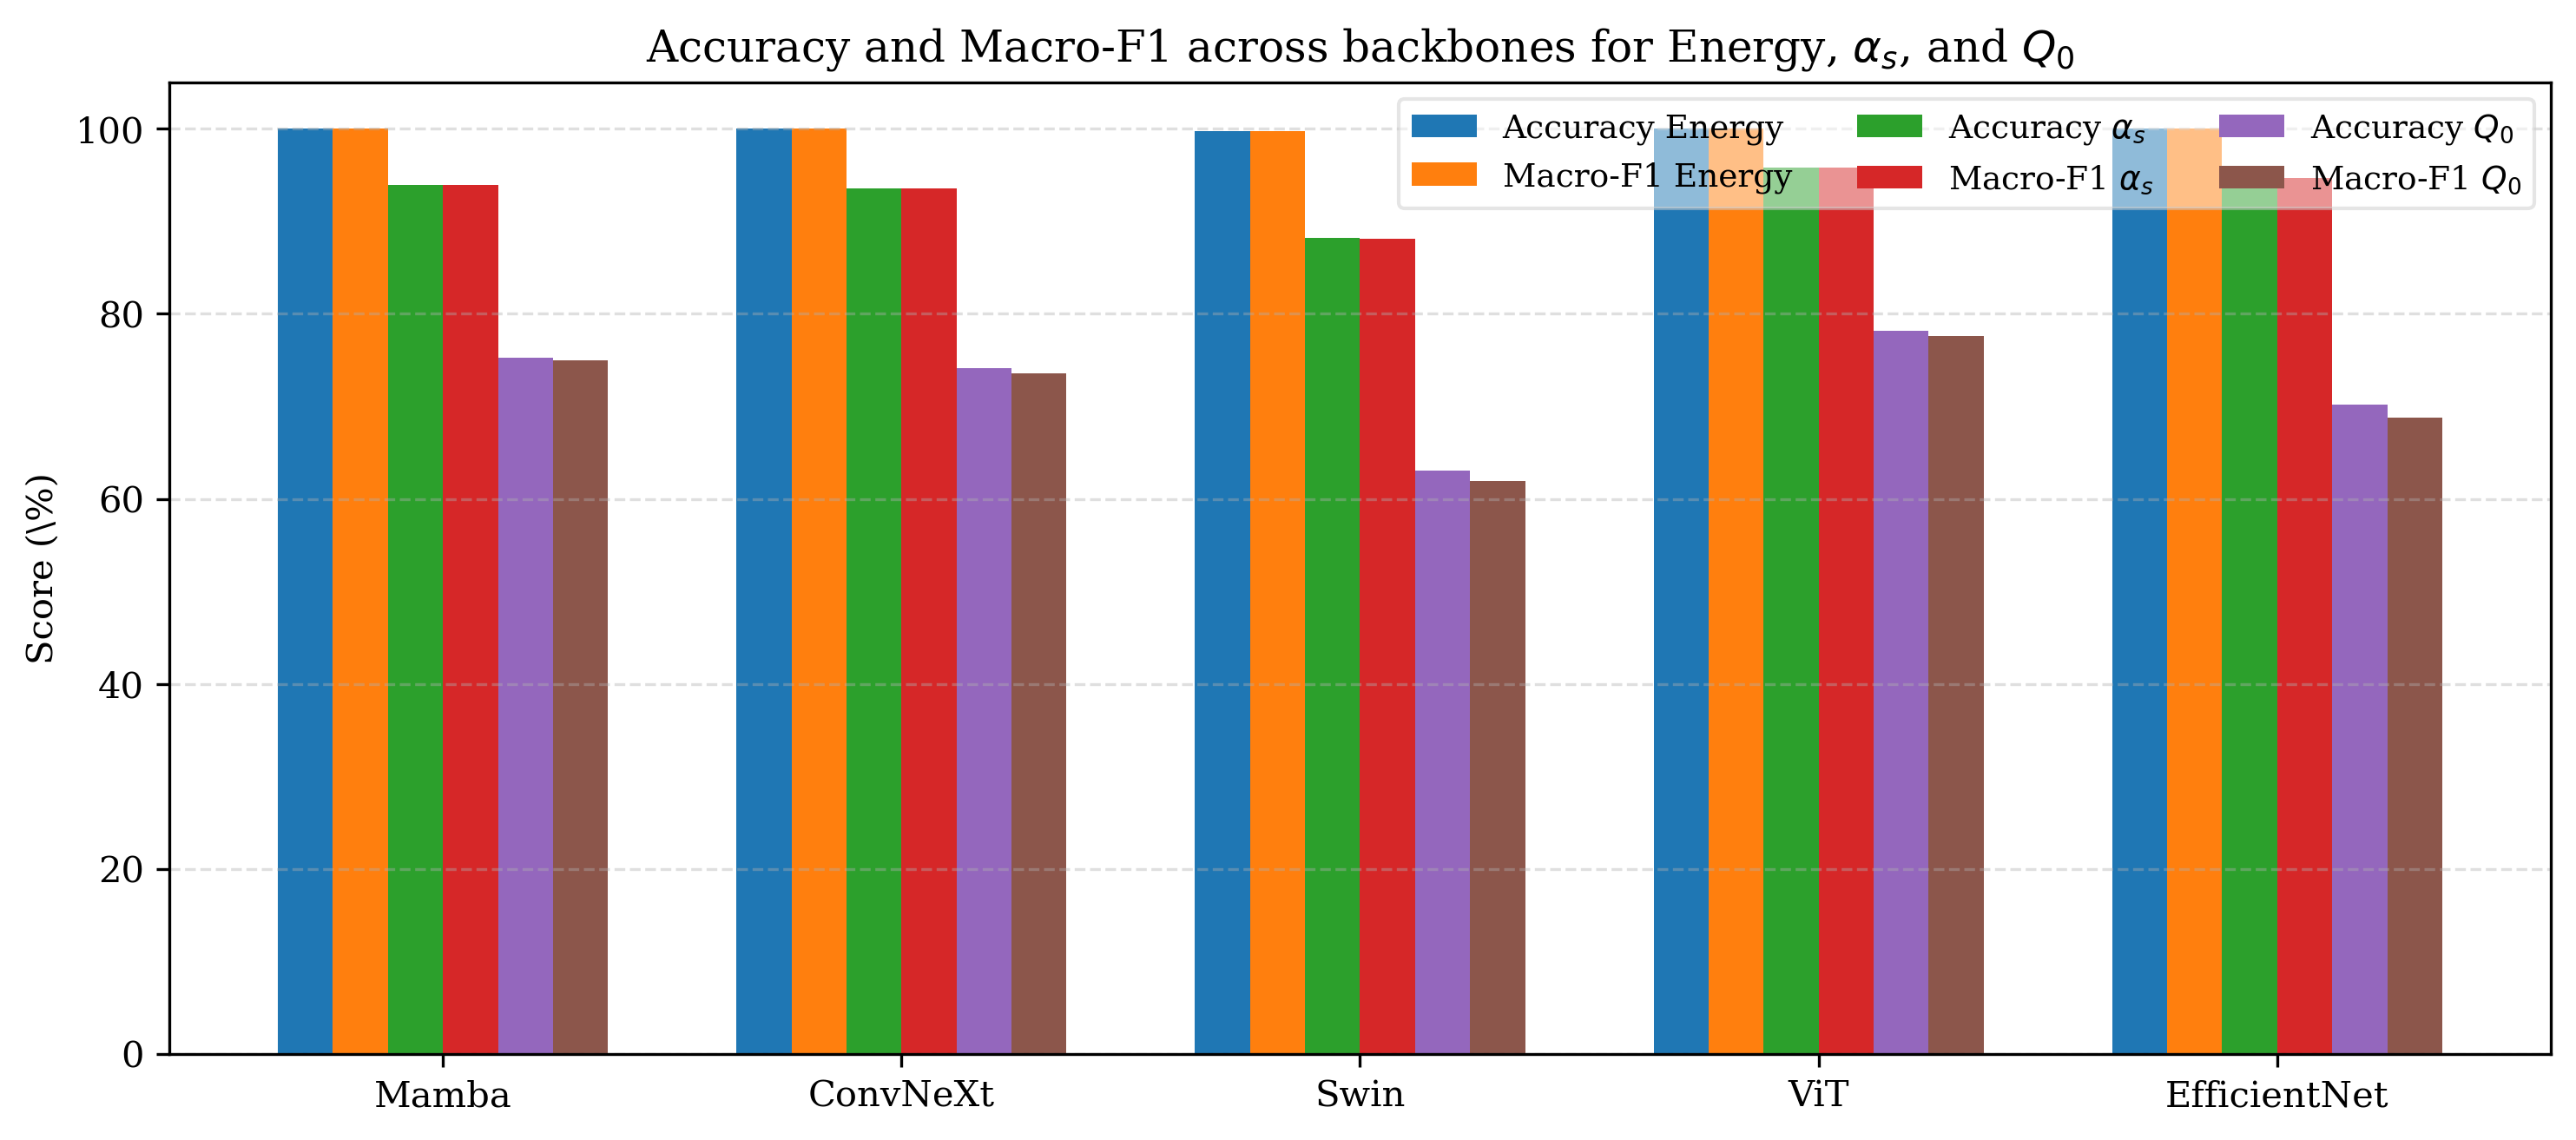 Accuracy and Macro-F1 across backbones for Energy, αₛ, and Q₀
Accuracy Energy
Macro-F1 Energy
Accuracy αₛ
Macro-F1 αₛ
Accuracy Q₀
Macro-F1 Q₀
Score (\%)
100
80
60
40
20
0
Mamba
ConvNeXt
Swin
ViT
EfficientNet